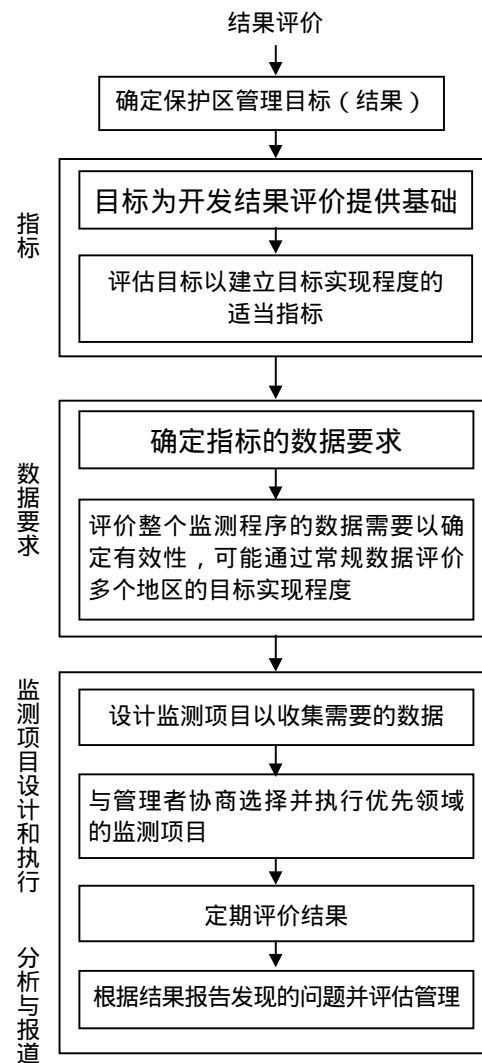 结果评价
确定保护区管理目标（结果）
指标
目标为开发结果评价提供基础
评估目标以建立目标实现程度的
适当指标
数据要求
确定指标的数据要求
评价整个监测程序的数据需要以确
定有效性，可能通过常规数据评价
多个地区的目标实现程度
监测项目设计和执行
设计监测项目以收集需要的数据
与管理者协商选择并执行优先领域
的监测项目
定期评价结果
分析与报道
根据结果报告发现的问题并评估管理